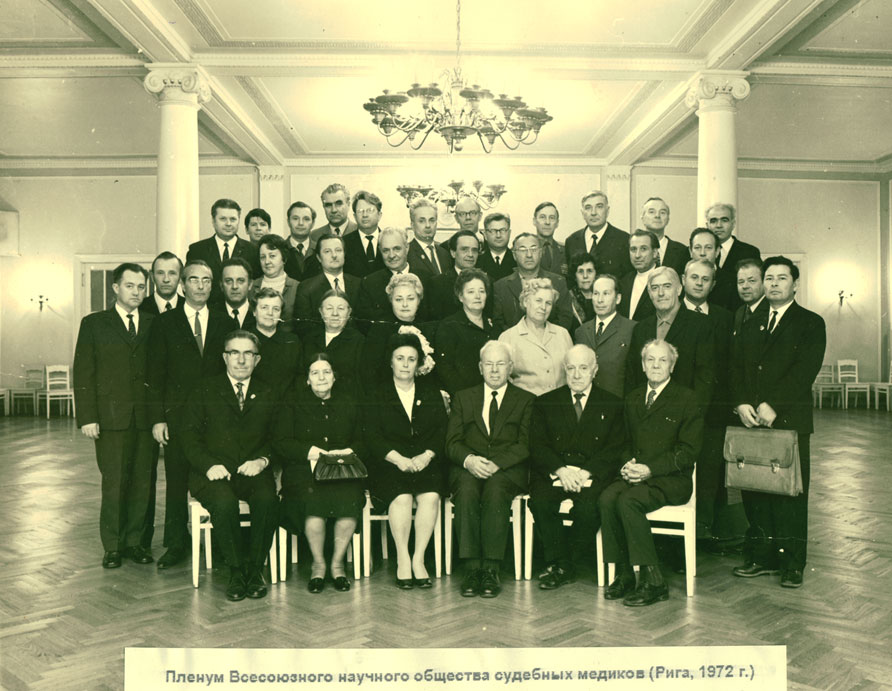 Пленум Всесоюзного научного общества судебных медиков (Рига, 1972 г.)